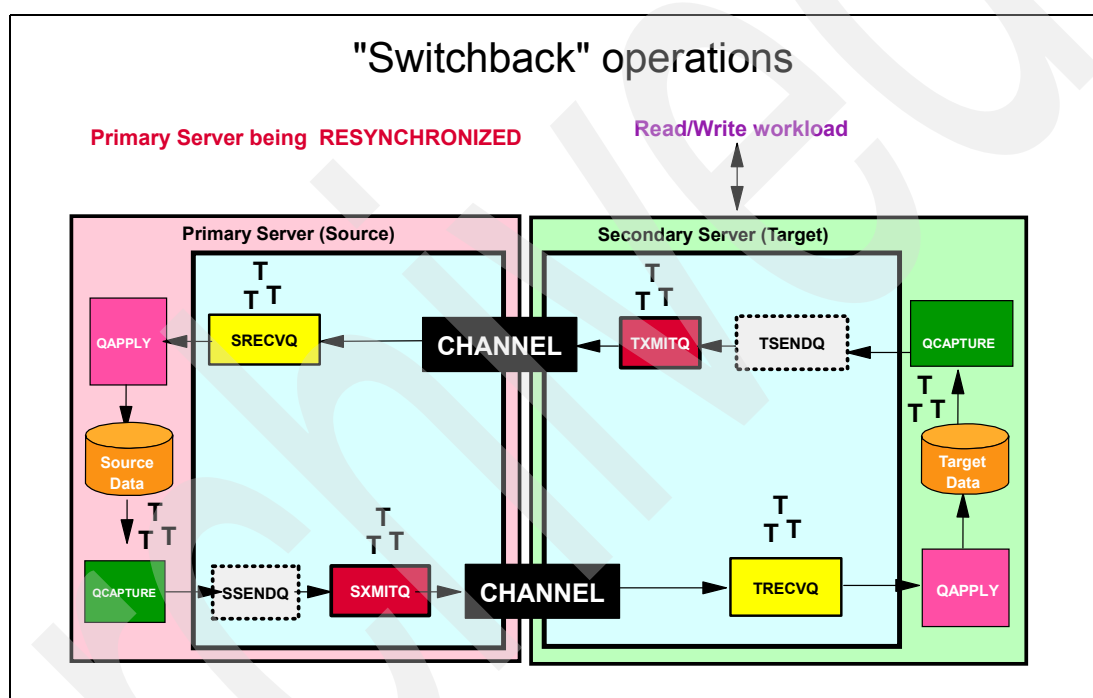 "Switchback" operations
Primary Server being RESYNCHRONIZED
Read/Write workload
Primary Server (Source)
Secondary Server (Target)
T
T T
T
T T
QAPPLY
SRECVQ
CHANNEL
TXMITQ
TSENDQ
QCAPTURE
T
T T
Source
Data
Target
Data
T
T T
T
T T
T
T T
QCAPTURE
SSENDQ
SXMITQ
CHANNEL
TRECVQ
QAPPLY